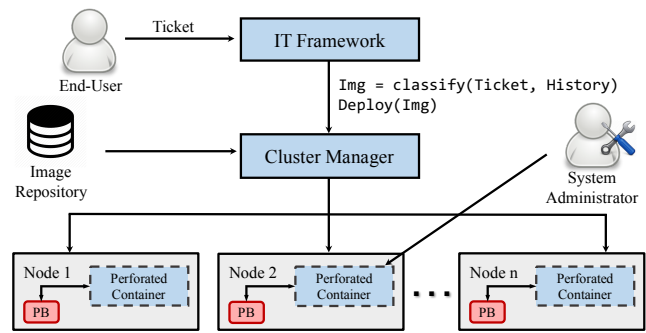 Ticket
IT Framework
End-User
Img = classify(Ticket, History)
Deploy(Img)
Image
Repository
Cluster Manager
System
Administrator
Node 1
Perforated
Container
PB
Node 2
Perforated
Container
PB
...
Node n
Perforated
Container
PB